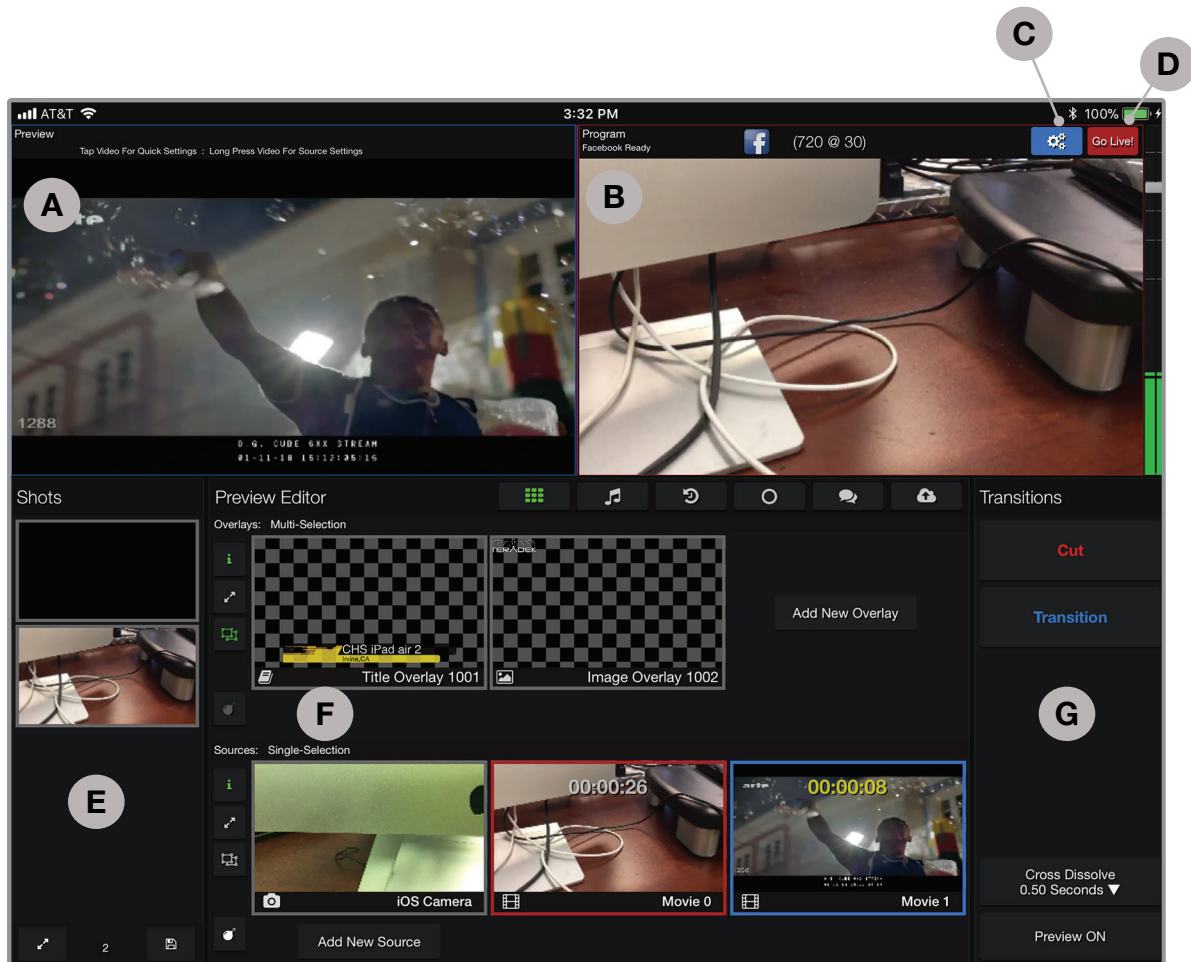 C
D
AT&T
3:32 PM
100%
Preview
Tap Video For Quick Settings : Long Press Video For Source Settings
Program
Facebook Ready
(720 @ 30)
Go Live!
A
B
1288
D.G. CUBE 6XX STREAM
01-11-18 15:12:05:16
Shots
Preview Editor
Transitions
Overlays: Multi-Selection
TERADEK
CHS iPad air 2
Irvine,CA
Title Overlay 1001
Image Overlay 1002
Add New Overlay
Cut
Transition
F
G
E
Sources: Single-Selection
00:00:26
arte
00:00:08
iOS Camera
Movie 0
Movie 1
Cross Dissolve
0.50 Seconds ▼
2
Add New Source
Preview ON